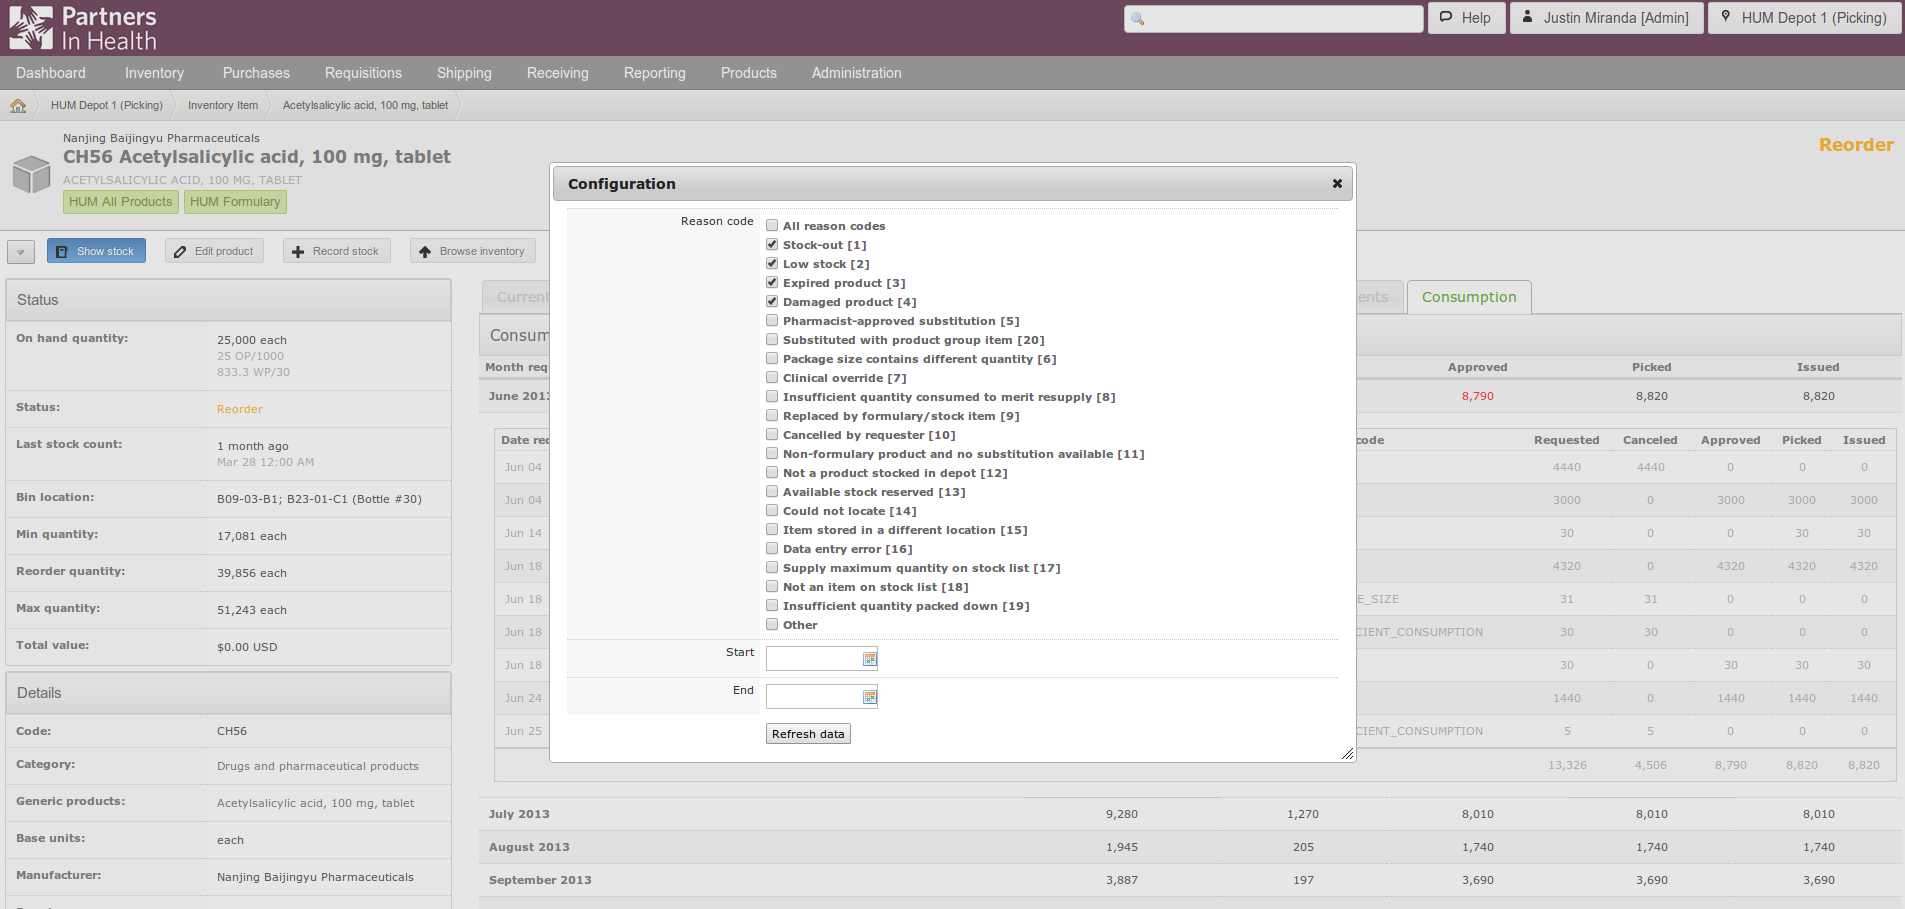 Partners
In Health
Help
Justin Miranda [Admin]
HUM Depot 1 (Picking)
Dashboard Inventory Purchases Requisitions Shipping Receiving Reporting Products Administration
HUM Depot 1 (Picking) Inventory Item Acetylsalicylic acid, 100 mg, tablet
Nanjing Baijingyu Pharmaceuticals
CH56 Acetylsalicylic acid, 100 mg, tablet
ACETYLSALICYLIC ACID, 100 MG, TABLET
HUM All Products HUM Formulary
Reorder
Show stock Edit product Record stock Browse inventory
Status
On hand quantity: 25,000 each
25 OP/1000
833.3 WP/30
Status: Reorder
Last stock count: 1 month ago
Mar 28 12:00 AM
Bin location: B09-03-B1; B23-01-C1 (Bottle #30)
Min quantity: 17,081 each
Reorder quantity: 39,856 each
Max quantity: 51,243 each
Total value: $0.00 USD
Details
Code: CH56
Category: Drugs and pharmaceutical products
Generic products: Acetylsalicylic acid, 100 mg, tablet
Base units: each
Manufacturer: Nanjing Baijingyu Pharmaceuticals
Configuration
Reason code
All reason codes
Stock-out [1]
Low stock [2]
Expired product [3]
Damaged product [4]
Pharmacist-approved substitution [5]
Substituted with product group item [20]
Package size contains different quantity [6]
Clinical override [7]
Insufficient quantity consumed to merit resupply [8]
Replaced by formulary/stock item [9]
Cancelled by requester [10]
Non-formulary product and no substitution available [11]
Not a product stocked in depot [12]
Available stock reserved [13]
Could not locate [14]
Item stored in a different location [15]
Data entry error [16]
Supply maximum quantity on stock list [17]
Not an item on stock list [18]
Insufficient quantity packed down [19]
Other
Start
End
Refresh data
Current ents Consumption
Consum
Month req Approved Picked Issued
June 201 8,790 8,820 8,820
Date rec code Requested Canceled Approved Picked Issued
Jun 04 4440 4440 0 0 0
Jun 04 3000 0 3000 3000 3000
Jun 14 30 0 0 30 30
Jun 18 4320 0 4320 4320 4320
Jun 18 E_SIZE 31 31 0 0 0
Jun 18 CIENT_CONSUMPTION 30 30 0 0 0
Jun 18 30 0 30 30 30
Jun 24 1440 0 1440 1440 1440
Jun 25 CIENT_CONSUMPTION 5 5 0 0 0
13,326 4,506 8,790 8,820 8,820
July 2013 9,280 1,270 8,010 8,010 8,010
August 2013 1,945 205 1,740 1,740 1,740
September 2013 3,887 197 3,690 3,690 3,690